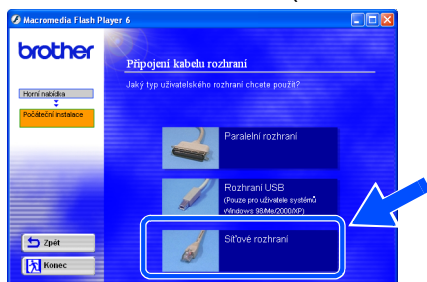 Macromedia Flash Player 6
brother
Připojení kabelu rozhraní
Jaký typ uživatelského rozhraní chcete použít?
Horní nabídka
Počáteční instalace
Paralelní rozhraní
Rozhraní USB
(Pouze pro uživatele systémů
Windows 98/Me/2000/XP)
Síťové rozhraní
Zpět
Konec